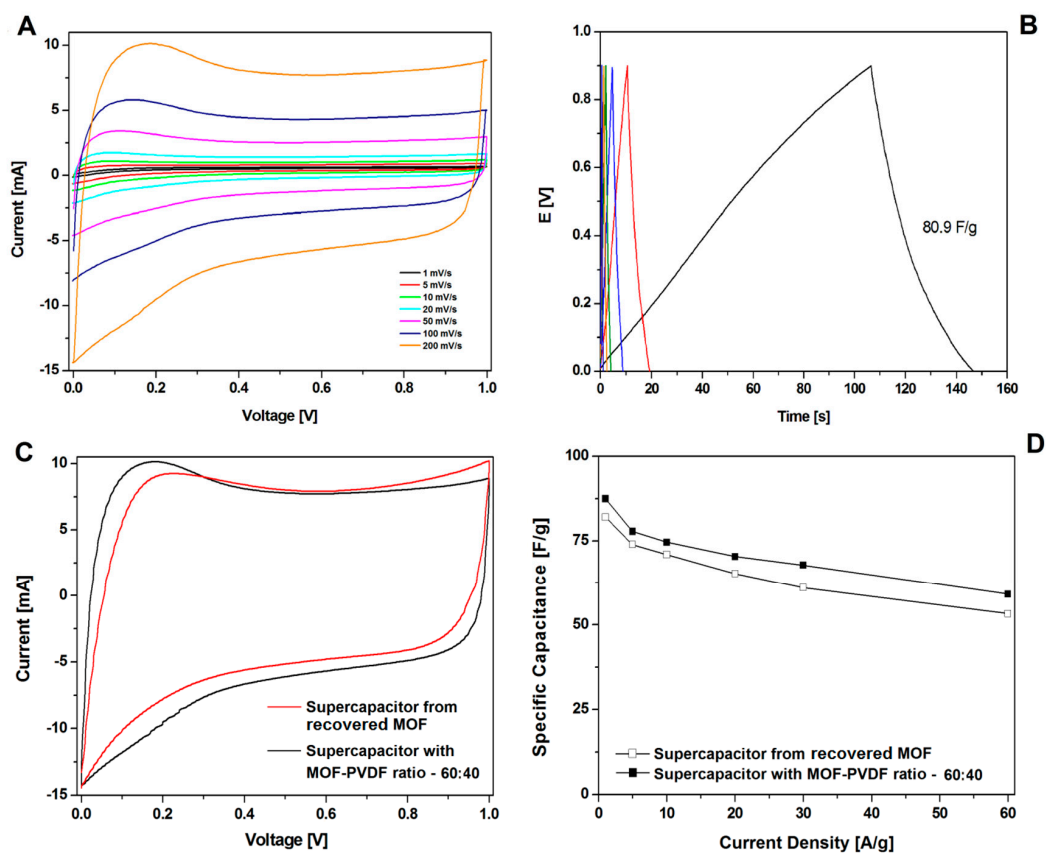 A
10
5
0
-5
-10
-15
Current [mA]
1 mV/s
5 mV/s
10 mV/s
20 mV/s
50 mV/s
100 mV/s
200 mV/s
0.0 0.2 0.4 0.6 0.8 1.0
Voltage [V]
B
1.0
0.8
0.6
0.4
0.2
0.0
E [V]
80.9 F/g
0 20 40 60 80 100 120 140 160
Time [s]
C
10
5
0
-5
-10
-15
Current [mA]
Supercapacitor from
recovered MOF
Supercapacitor with
MOF-PVDF ratio - 60:40
0.0 0.2 0.4 0.6 0.8 1.0
Voltage [V]
D
100
75
50
25
0
Specific Capacitance [F/g]
Supercapacitor from recovered MOF
Supercapacitor with MOF-PVDF ratio - 60:40
0 10 20 30 40 50 60
Current Density [A/g]